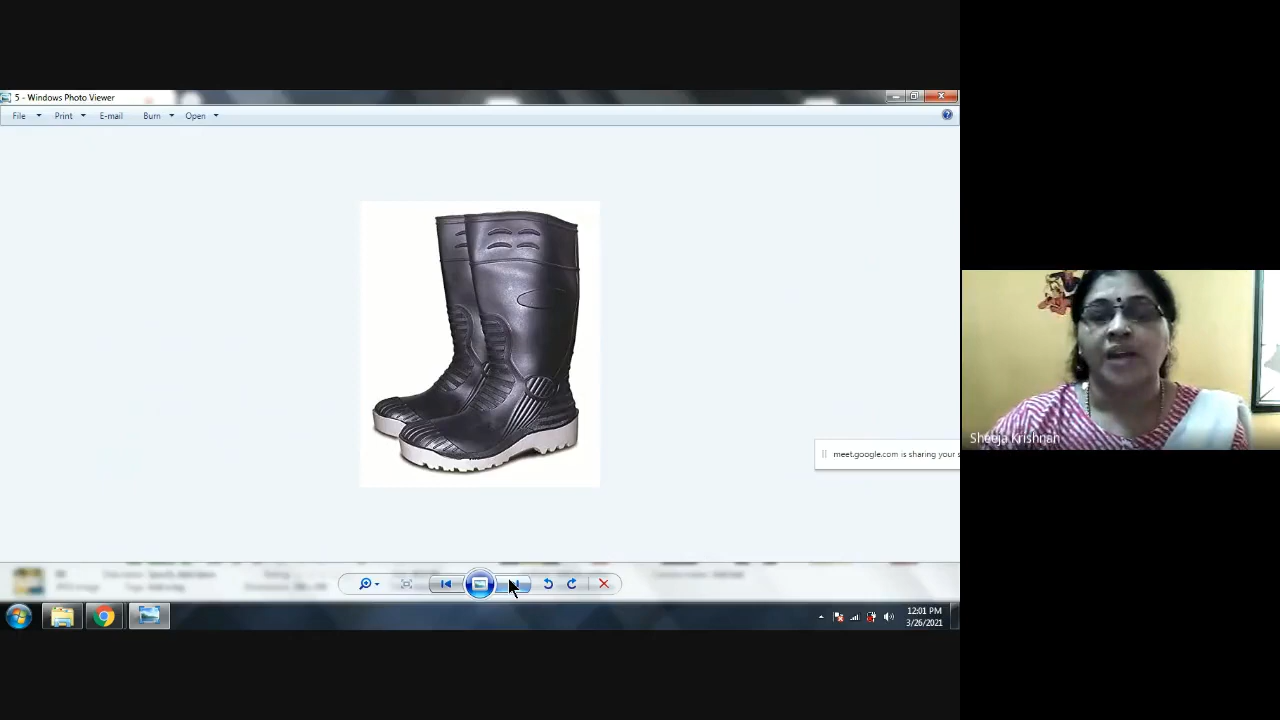 5 - Windows Photo Viewer
File Print E-mail Burn Open
Sheeja Krishnan
meet.google.com is sharing your s
12:01 PM
3/26/2021